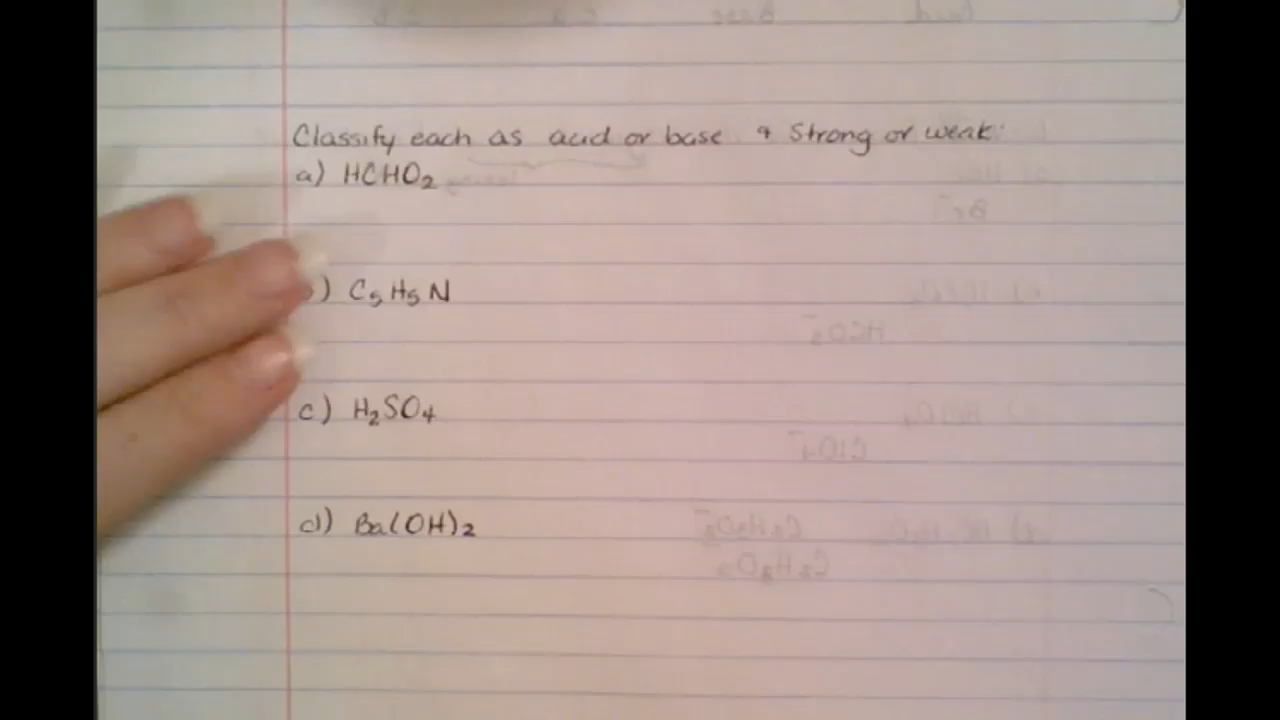 Classify each as acid or base & Strong or weak:
a) HCHO₂
) C₅H₅N
c) H₂SO₄
d) Ba(OH)₂